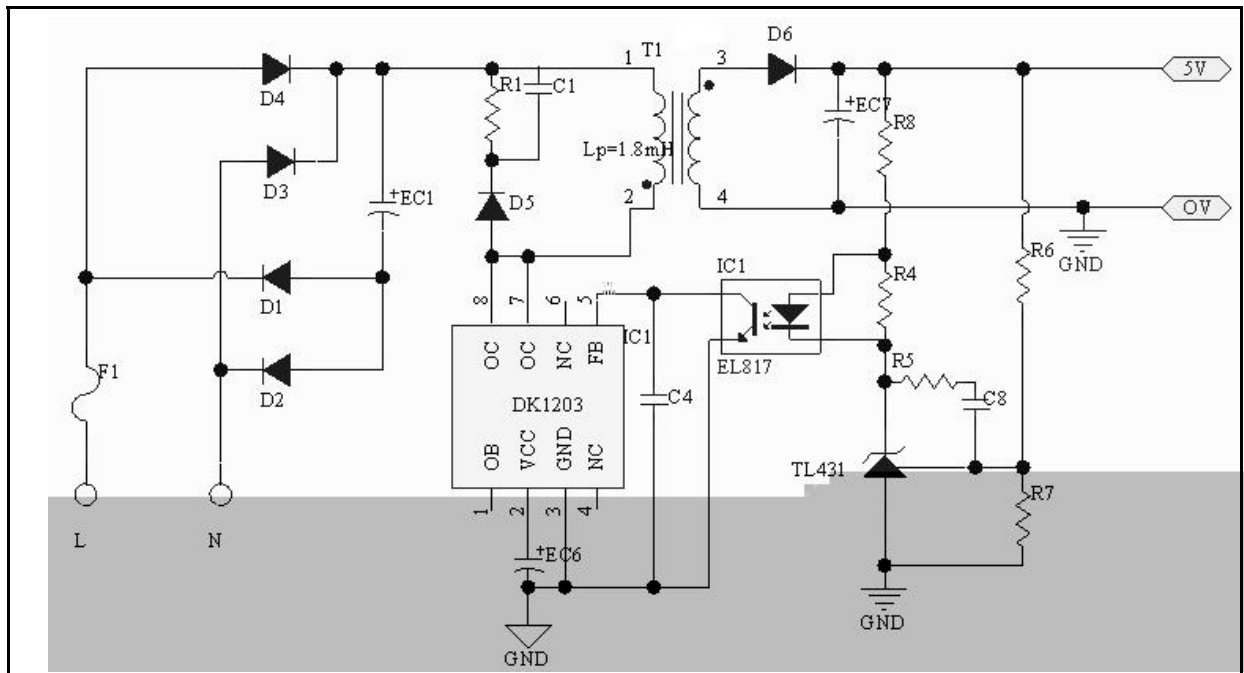 T1
D6
1
3
5V
D4
R1
C1
+EC7
R8
Lp=1.8mH
D3
+EC1
2
4
D5
OV
R6
GND
IC1
R4
D1
8
7
6
5
IC1
OC
OC
NC
FB
EL817
R5
F1
D2
C4
C8
DK1203
OB
VCC
GND
NC
TL431
R7
1
2
3
4
L
N
+EC6
GND
GND